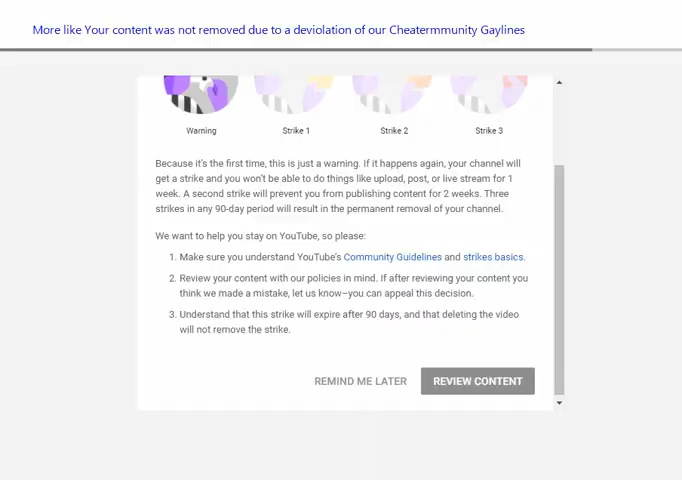 More like Your content was not removed due to a deviolation of our Cheatermmunity Gaylines
Warning
Strike 1
Strike 2
Strike 3
Because it's the first time, this is just a warning. If it happens again, your channel will
get a strike and you won't be able to do things like upload, post, or live stream for 1
week. A second strike will prevent you from publishing content for 2 weeks. Three
strikes in any 90-day period will result in the permanent removal of your channel.
We want to help you stay on YouTube, so please:
1. Make sure you understand YouTube's Community Guidelines and strikes basics.
2. Review your content with our policies in mind. If after reviewing your content you
think we made a mistake, let us know–you can appeal this decision.
3. Understand that this strike will expire after 90 days, and that deleting the video
will not remove the strike.
REMIND ME LATER
REVIEW CONTENT